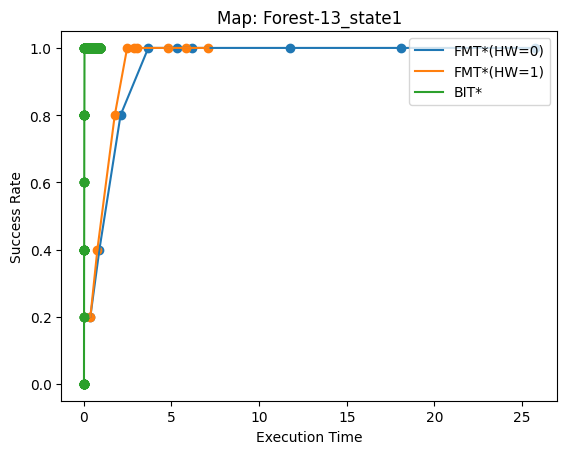 Map: Forest-13_state1
1.0
0.8
0.6
0.4
0.2
0.0
Success Rate
FMT*(HW=0)
FMT*(HW=1)
BIT*
0 5 10 15 20 25
Execution Time